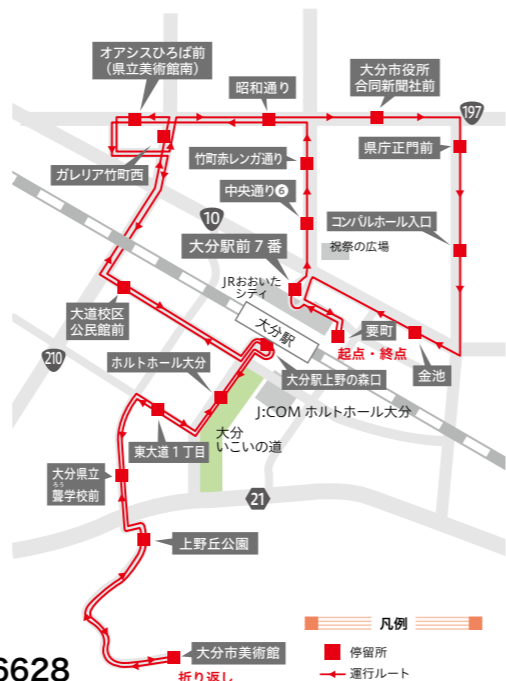 オアシスひろば前
(県立美術館南)
昭和通り
大分市役所
合同新聞社前
197
県庁正門前
竹町赤レンガ通り
ガレリア竹町西
中央通り❻
10
コンパルホール入口
大分駅前7番
祝祭の広場
JRおおいた
シティ
大道校区
公民館前
大分駅
要町
起点・終点
金池
210
ホルトホール大分
大分駅上野の森口
J:COM ホルトホール大分
大分
いこいの道
東大道1丁目
大分県立
ろう
聾学校前
21
上野丘公園
大分市美術館
折り返し
6628
凡例
停留所
運行ルート